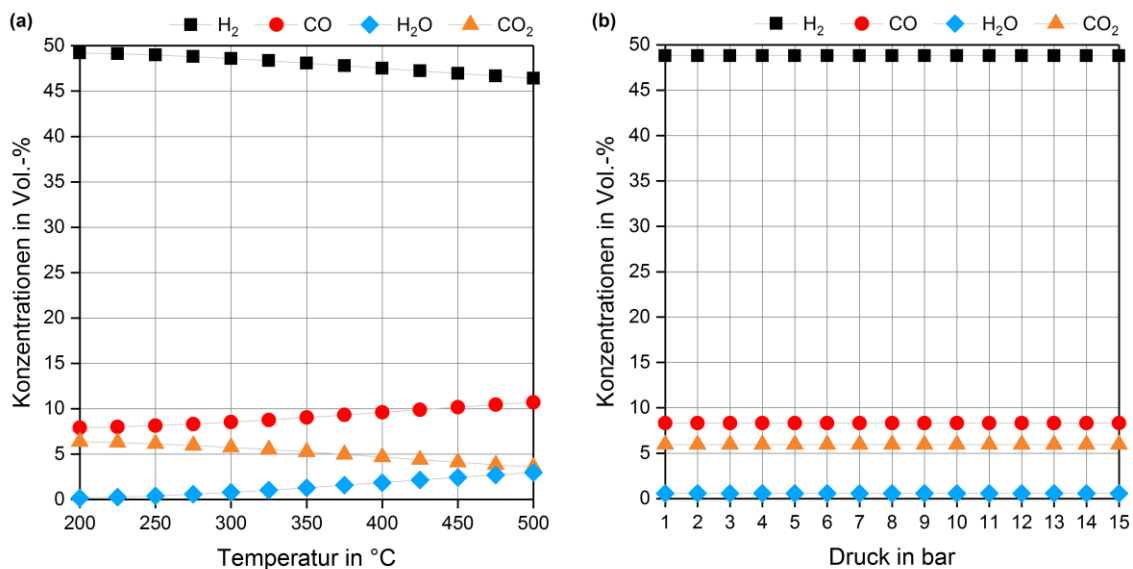 (a)
H₂ CO H₂O CO₂
Konzentrationen in Vol.-%
50
45
40
35
30
25
20
15
10
5
0
200 250 300 350 400 450 500
Temperatur in °C
(b)
H₂ CO H₂O CO₂
Konzentrationen in Vol.-%
50
45
40
35
30
25
20
15
10
5
0
1 2 3 4 5 6 7 8 9 10 11 12 13 14 15
Druck in bar